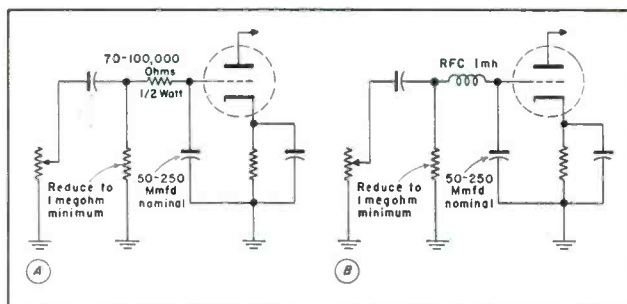 70-100,000
Ohms
1/2 Watt
Reduce to
1 megohm
minimum
50-250
Mmfd
nominal
A
RFC 1mh
Reduce to
1 megohm
minimum
50-250
Mmfd
nominal
B